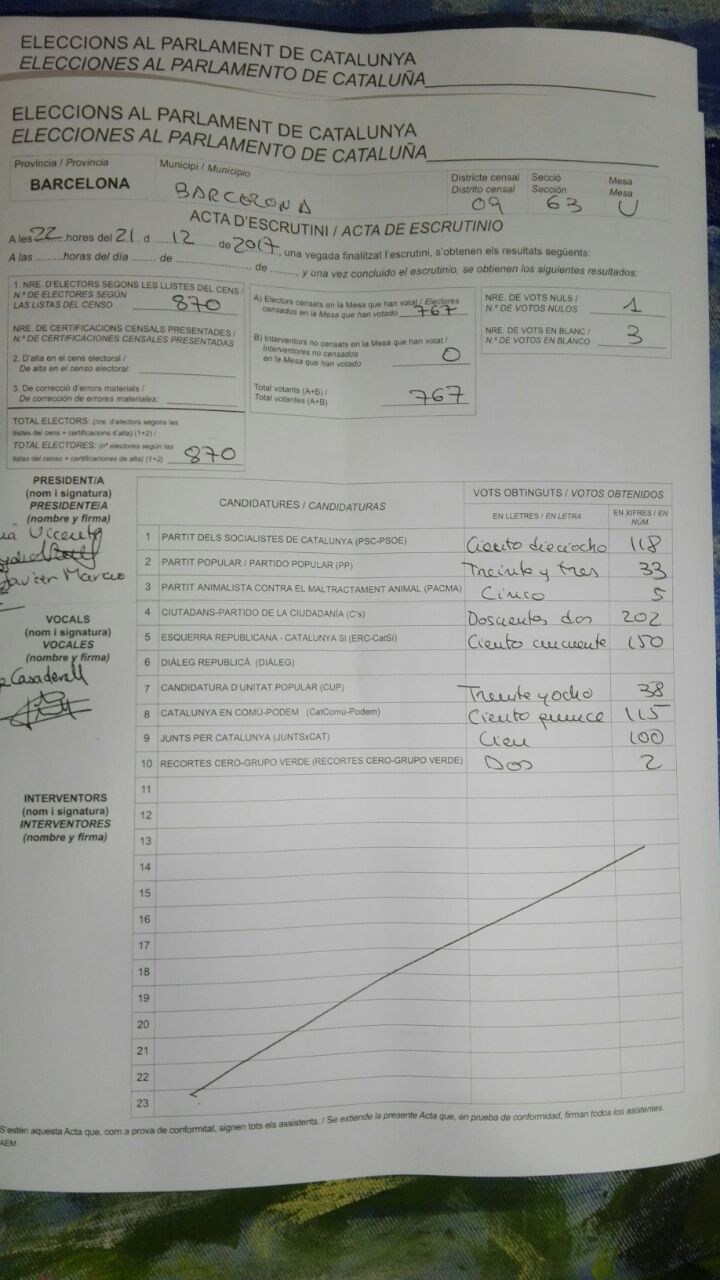 ELECCIONS AL PARLAMENT DE CATALUNYA
ELECCIONES AL PARLAMENTO DE CATALUÑA
ELECCIONS AL PARLAMENT DE CATALUNYA
ELECCIONES AL PARLAMENTO DE CATALUÑA
Província / Provincia
BARCELONA
Municipi / Municipio
BARCELONA
Districte censal
Distrito censal
09
Secció
Sección
63
Mesa
Mesa
U
ACTA D'ESCRUTINI / ACTA DE ESCRUTINIO
A les 22 hores del 21 d 12 de 2017, una vegada finalitzat l'escrutini, s'obtenen els resultats següents:
A las ......... horas del día ........ de ........................ de ........, y una vez concluido el escrutinio, se obtienen los siguientes resultados:
1. NRE. D'ELECTORS SEGONS LES LLISTES DEL CENS /
N.º DE ELECTORES SEGÚN
LAS LISTAS DEL CENSO 870
NRE. DE CERTIFICACIONS CENSALS PRESENTADES /
N.º DE CERTIFICACIONES CENSALES PRESENTADAS
2. D'alta en el cens electoral /
De alta en el censo electoral:
3. De correcció d'errors materials /
De corrección de errores materiales:
TOTAL ELECTORS: (nre. d'electors segons les
llistes del cens + certificacions d'alta) (1+2) /
TOTAL ELECTORES: (nº electores según las
listas del censo + certificaciones de alta) (1+2) 870
A) Electors censats en la Mesa que han votat / Electores
censados en la Mesa que han votado 767
B) Interventors no censats en la Mesa que han votat /
Interventores no censados
en la Mesa que han votado 0
Total votants (A+B) /
Total votantes (A+B) 767
NRE. DE VOTS NULS /
N.º DE VOTOS NULOS 1
NRE. DE VOTS EN BLANC /
N.º DE VOTOS EN BLANCO 3
PRESIDENT/A
(nom i signatura)
PRESIDENTE/A
(nombre y firma)
Vicente
Javier Marcao
VOCALS
(nom i signatura)
VOCALES
(nombre y firma)
Casadevall
INTERVENTORS
(nom i signatura)
INTERVENTORES
(nombre y firma)
CANDIDATURES / CANDIDATURAS
VOTS OBTINGUTS / VOTOS OBTENIDOS
EN LLETRES / EN LETRA
EN XIFRES / EN NÚM.
1 PARTIT DELS SOCIALISTES DE CATALUNYA (PSC-PSOE) Ciento dieciocho 118
2 PARTIT POPULAR / PARTIDO POPULAR (PP) Treinta y tres 33
3 PARTIT ANIMALISTA CONTRA EL MALTRACTAMENT ANIMAL (PACMA) Cinco 5
4 CIUTADANS-PARTIDO DE LA CIUDADANÍA (C's) Doscientos dos 202
5 ESQUERRA REPUBLICANA - CATALUNYA SI (ERC-CatSí) Ciento cincuenta 150
6 DIÀLEG REPUBLICÀ (DIÀLEG)
7 CANDIDATURA D'UNITAT POPULAR (CUP) Treinta y ocho 38
8 CATALUNYA EN COMÚ-PODEM (CatComú-Podem) Ciento quince 115
9 JUNTS PER CATALUNYA (JUNTSxCAT) Cien 100
10 RECORTES CERO-GRUPO VERDE (RECORTES CERO-GRUPO VERDE) Dos 2
11
12
13
14
15
16
17
18
19
20
21
22
23
S'estén aquesta Acta que, com a prova de conformitat, signen tots els assistents. / Se extiende la presente Acta que, en prueba de conformidad, firman todos los asistentes.
AEM